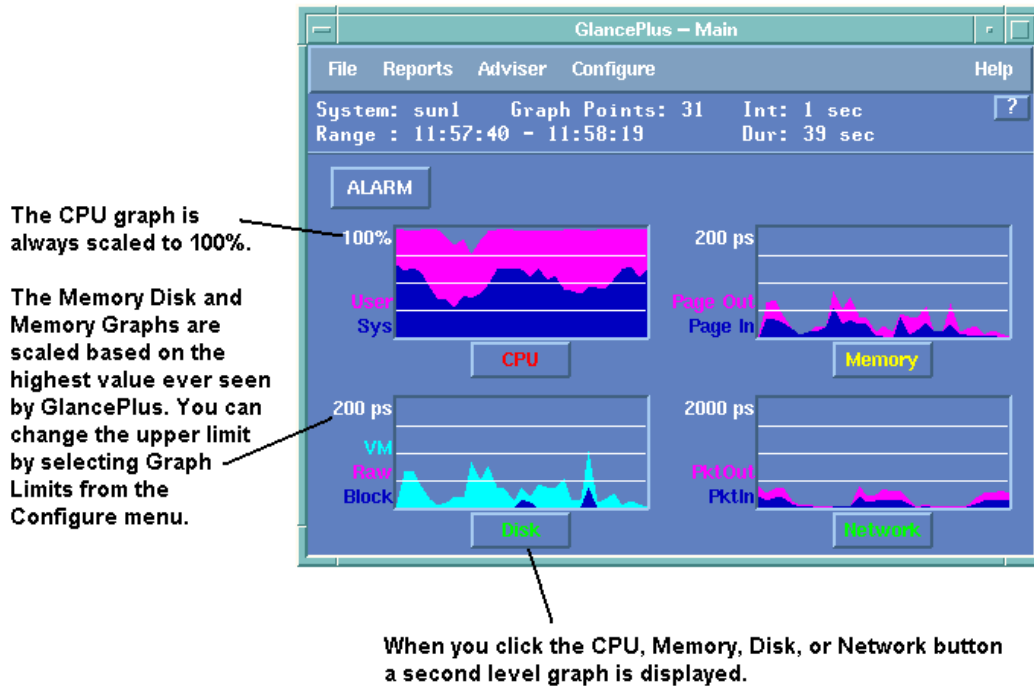 GlancePlus – Main
File Reports Adviser Configure Help
System: sun1 Graph Points: 31 Int: 1 sec ?
Range : 11:57:40 - 11:58:19 Dur: 39 sec
ALARM
The CPU graph is
always scaled to 100%.
The Memory Disk and
Memory Graphs are
scaled based on the
highest value ever seen
by GlancePlus. You can
change the upper limit
by selecting Graph
Limits from the
Configure menu.
100%
User
Sys
CPU
200 ps
Page Out
Page In
Memory
200 ps
VM
Raw
Block
Disk
2000 ps
PktOut
PktIn
Network
When you click the CPU, Memory, Disk, or Network button
a second level graph is displayed.